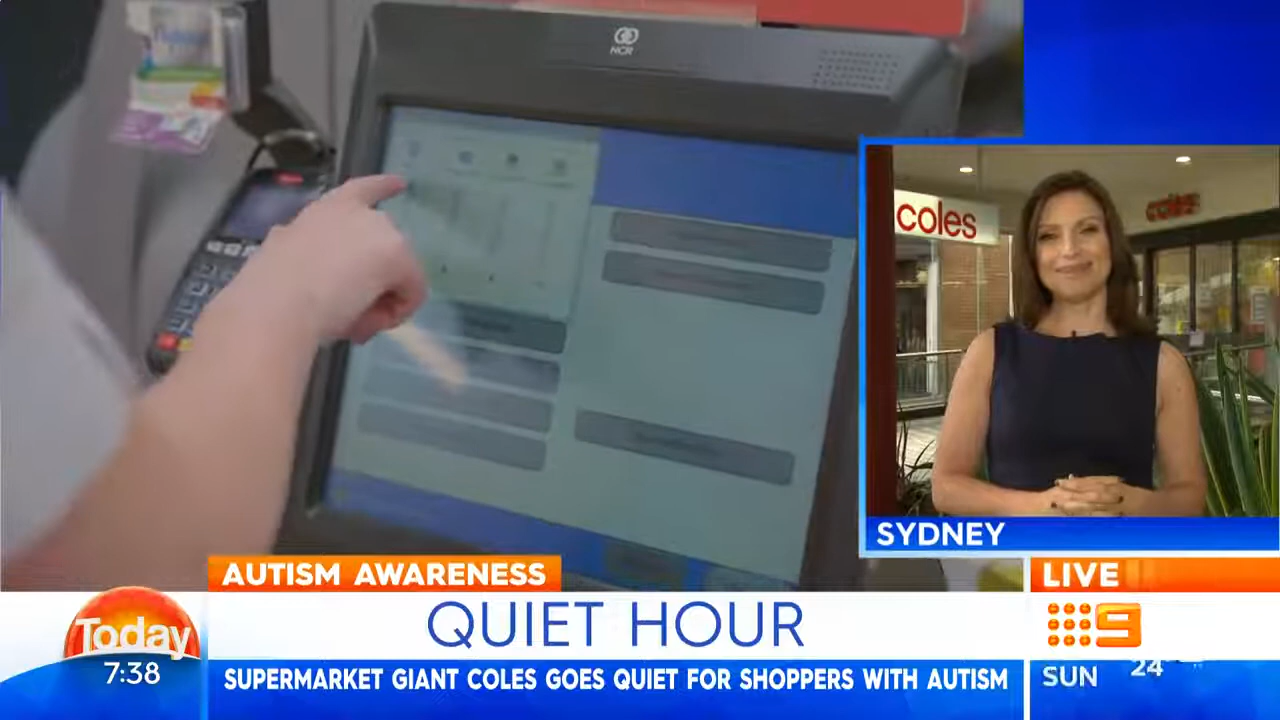 NCR
coles
coles
SYDNEY
AUTISM AWARENESS
LIVE
QUIET HOUR
Today
9
7:38
SUPERMARKET GIANT COLES GOES QUIET FOR SHOPPERS WITH AUTISM
SUN
24